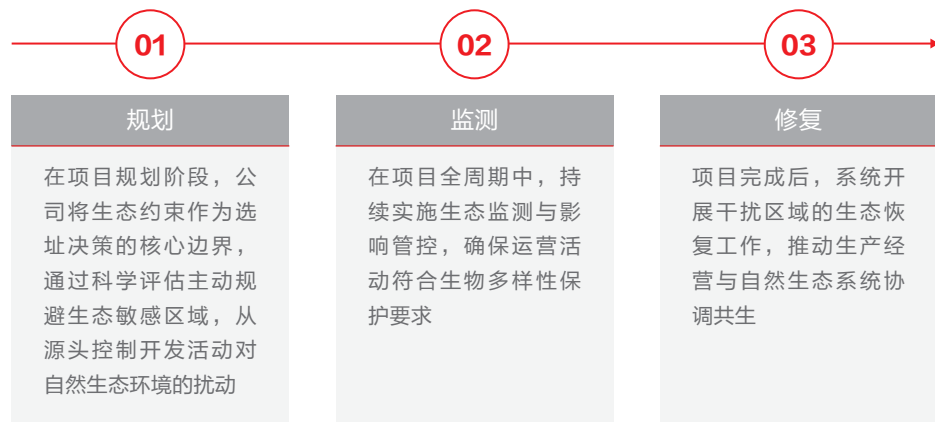 01
规划
在项目规划阶段，公
司将生态约束作为选
址决策的核心边界，
通过科学评估主动规
避生态敏感区域，从
源头控制开发活动对
自然生态环境的扰动
02
监测
在项目全周期中，持
续实施生态监测与影
响管控，确保运营活
动符合生物多样性保
护要求
03
修复
项目完成后，系统开
展干扰区域的生态恢
复工作，推动生产经
营与自然生态系统协
调共生